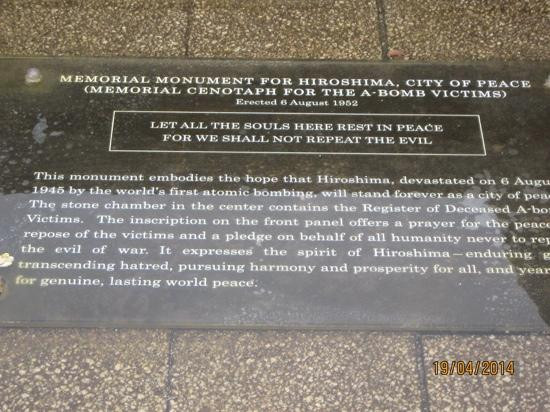 MEMORIAL MONUMENT FOR HIROSHIMA, CITY OF PEACE
(MEMORIAL CENOTAPH FOR THE A-BOMB VICTIMS)
Erected 6 August 1952
LET ALL THE SOULS HERE REST IN PEACE
FOR WE SHALL NOT REPEAT THE EVIL
This monument embodies the hope that Hiroshima, devastated on 6 Augu
1945 by the world's first atomic bombing, will stand forever as a city of pea
The stone chamber in the center contains the Register of Deceased A-bo
Victims. The inscription on the front panel offers a prayer for the peace
repose of the victims and a pledge on behalf of all humanity never to rep
the evil of war. It expresses the spirit of Hiroshima — enduring g
transcending hatred, pursuing harmony and prosperity for all, and year
for genuine, lasting world peace.
19/04/2014